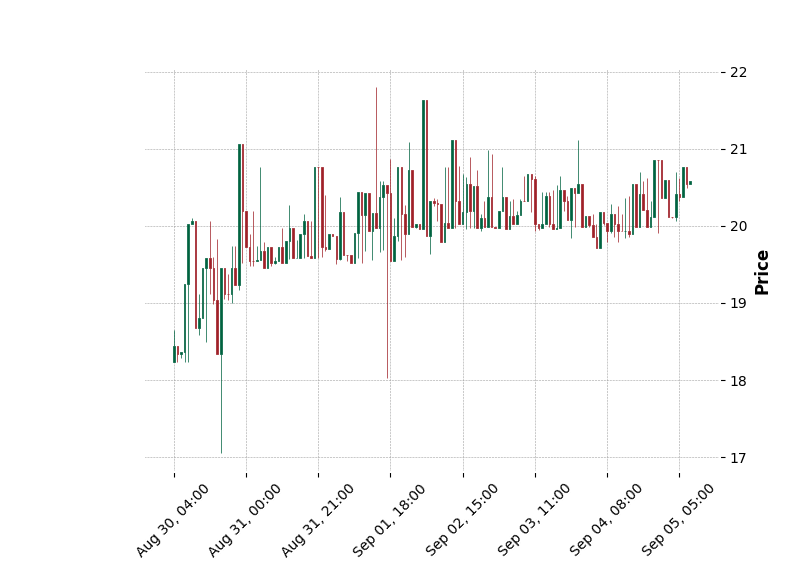 22
21
20
19
18
17
Price
Aug 30, 04:00
Aug 31, 00:00
Aug 31, 21:00
Sep 01, 18:00
Sep 02, 15:00
Sep 03, 11:00
Sep 04, 08:00
Sep 05, 05:00